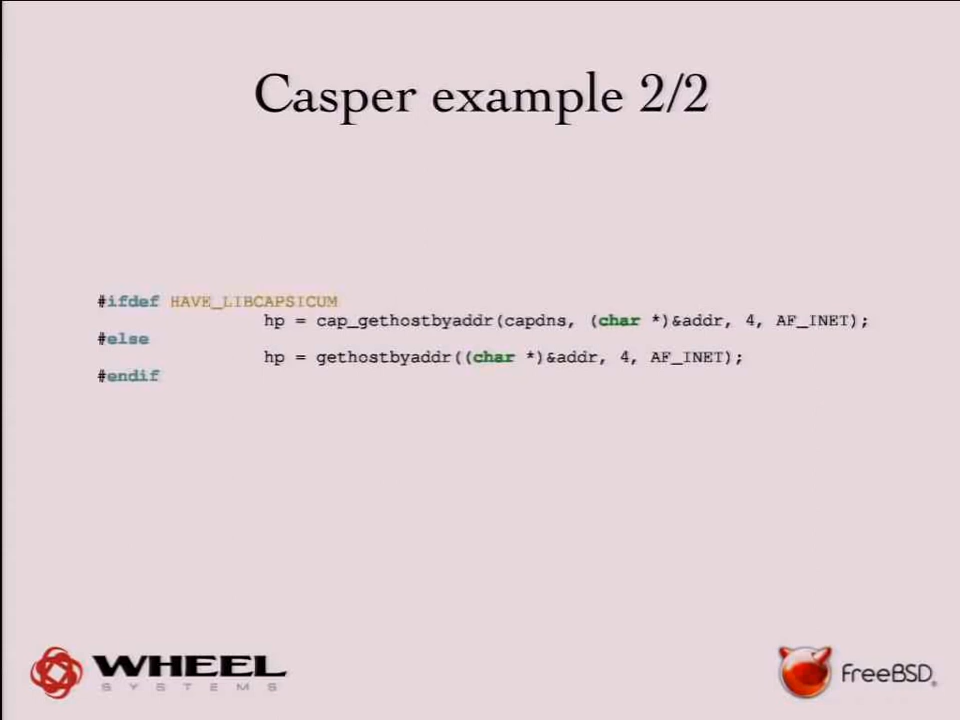 Casper example 2/2
#ifdef HAVE_LIBCAPSICUM
hp = cap_gethostbyaddr(capdns, (char *)&addr, 4, AF_INET);
#else
hp = gethostbyaddr((char *)&addr, 4, AF_INET);
#endif
WHEEL
SYSTEMS
FreeBSD